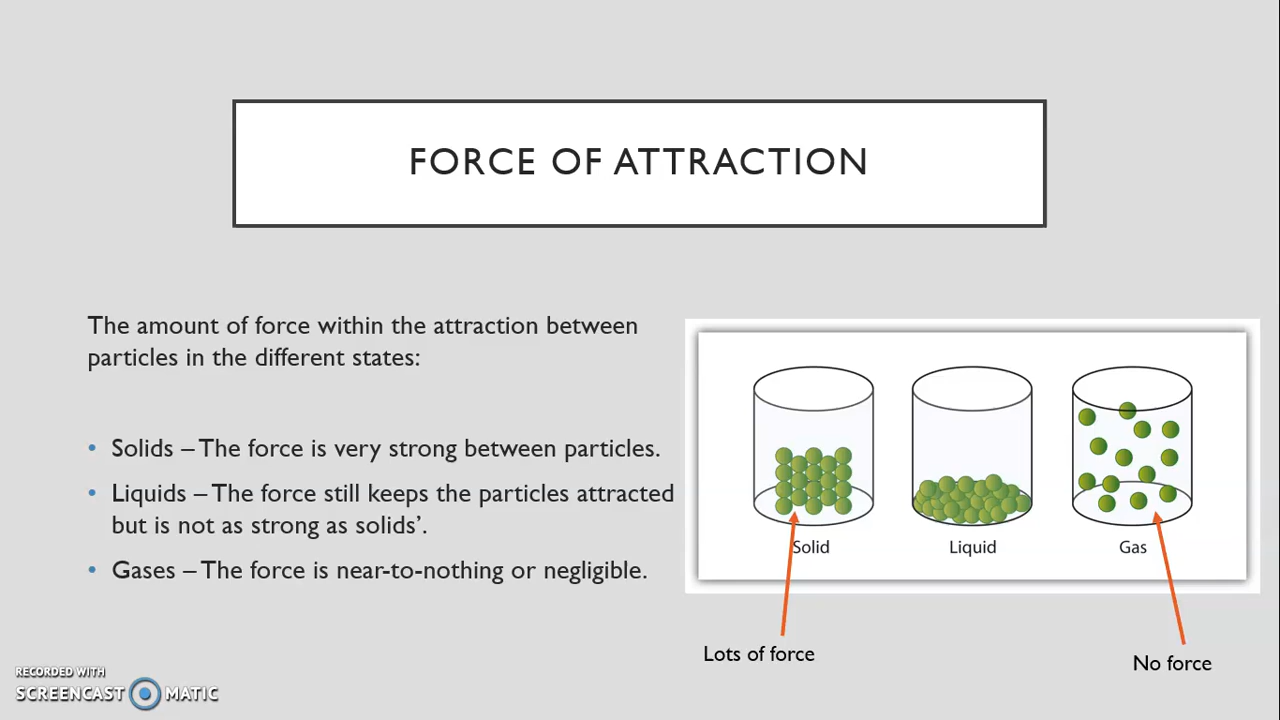 FORCE OF ATTRACTION
The amount of force within the attraction between
particles in the different states:
• Solids – The force is very strong between particles.
• Liquids – The force still keeps the particles attracted
but is not as strong as solids’.
• Gases – The force is near-to-nothing or negligible.
Solid
Liquid
Gas
Lots of force
No force
RECORDED WITH
SCREENCAST MATIC